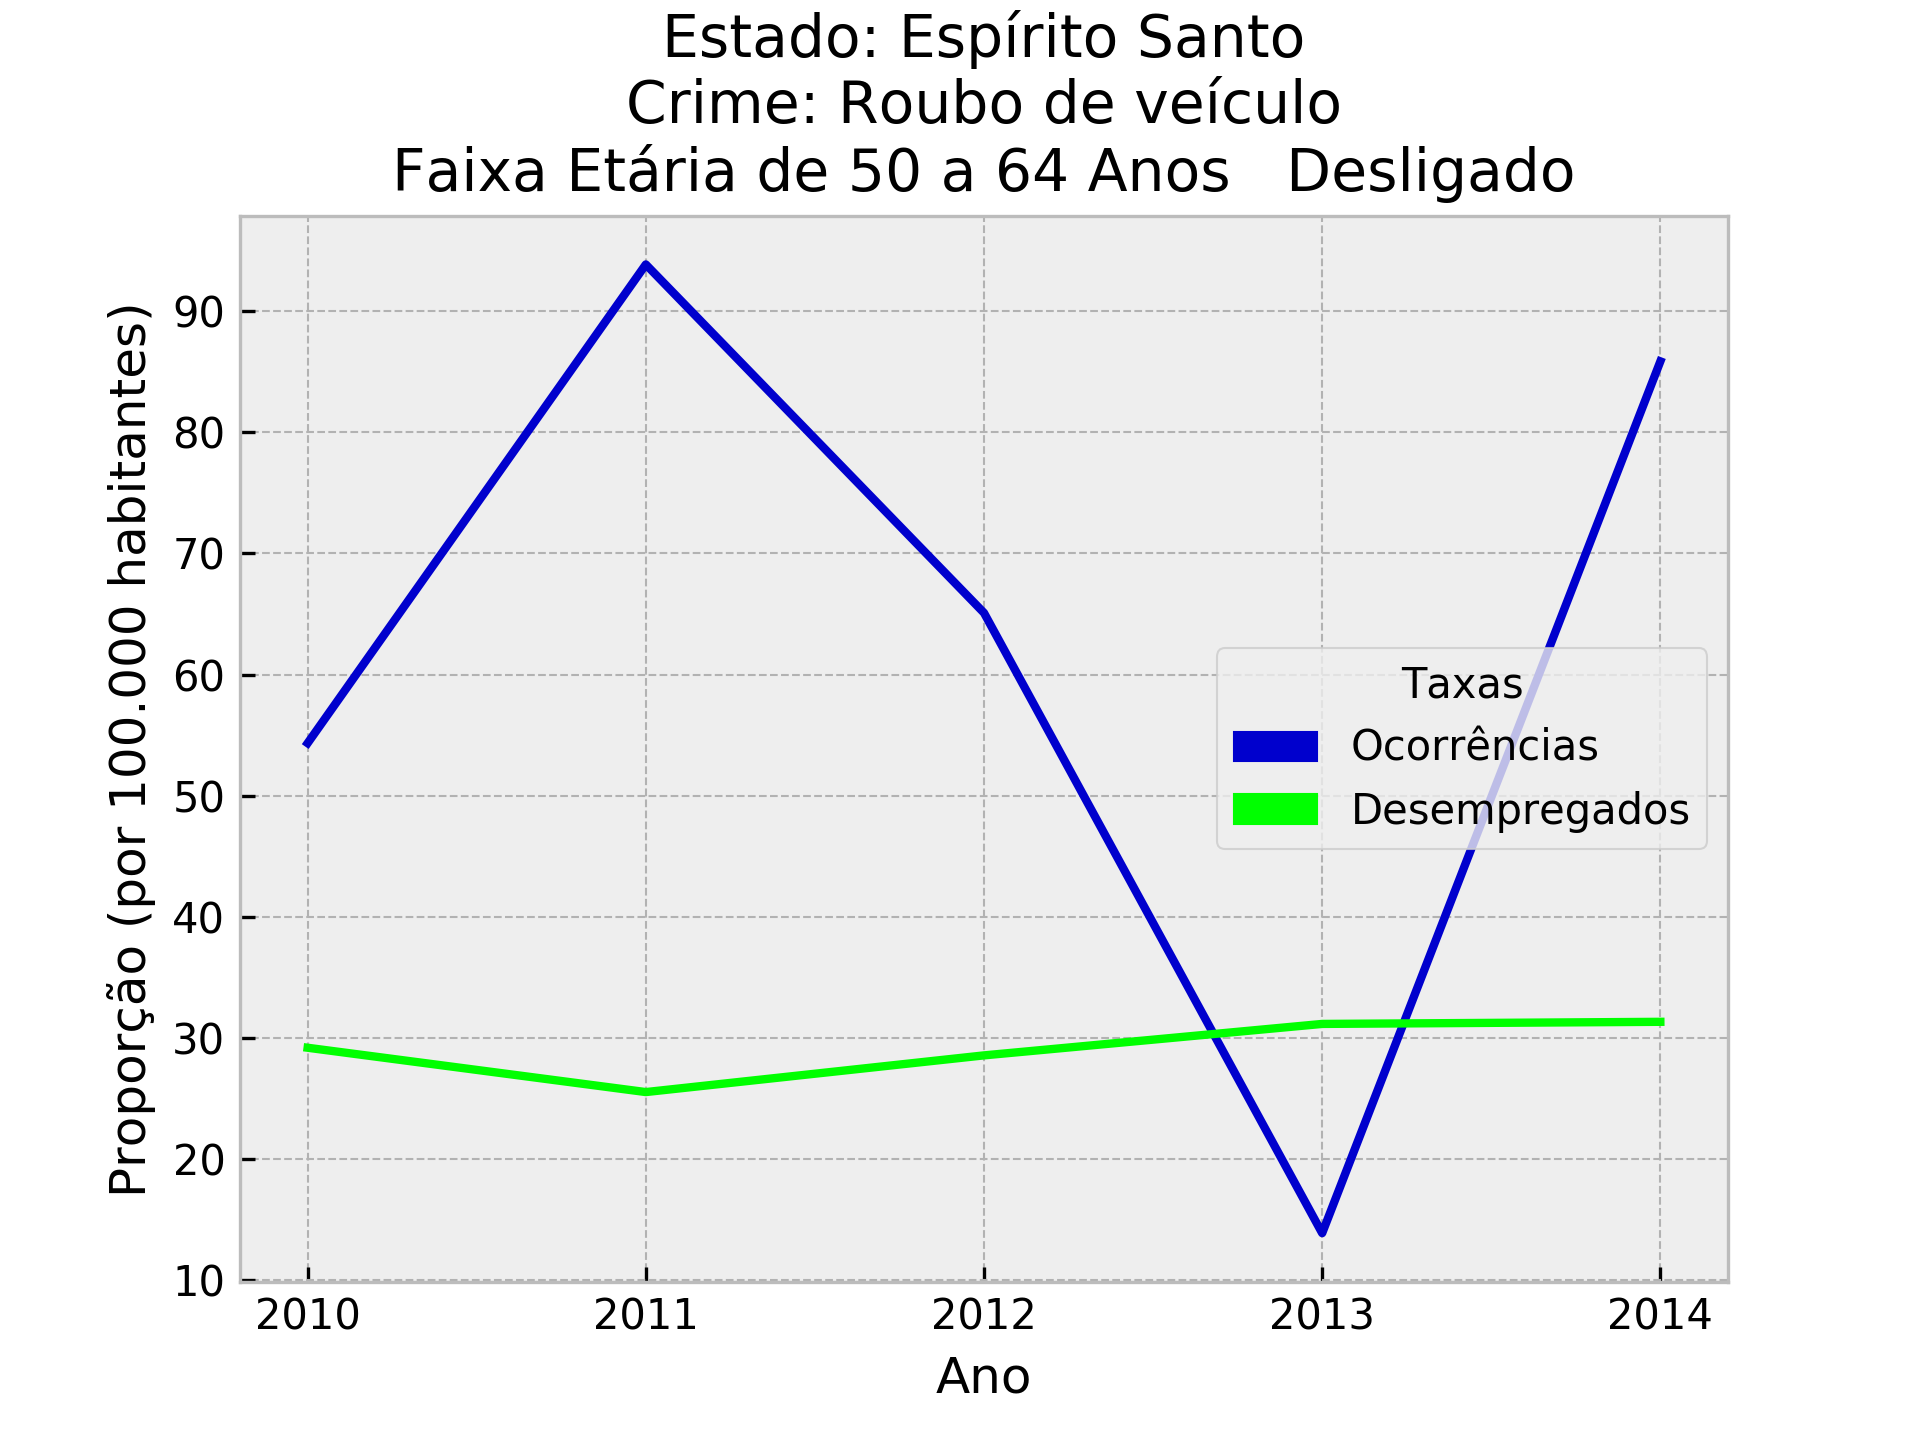 Estado: Espírito Santo
Crime: Roubo de veículo
Faixa Etária de 50 a 64 Anos   Desligado
Proporção (por 100.000 habitantes)
90
80
70
60
50
40
30
20
10
Taxas
Ocorrências
Desempregados
2010 2011 2012 2013 2014
Ano